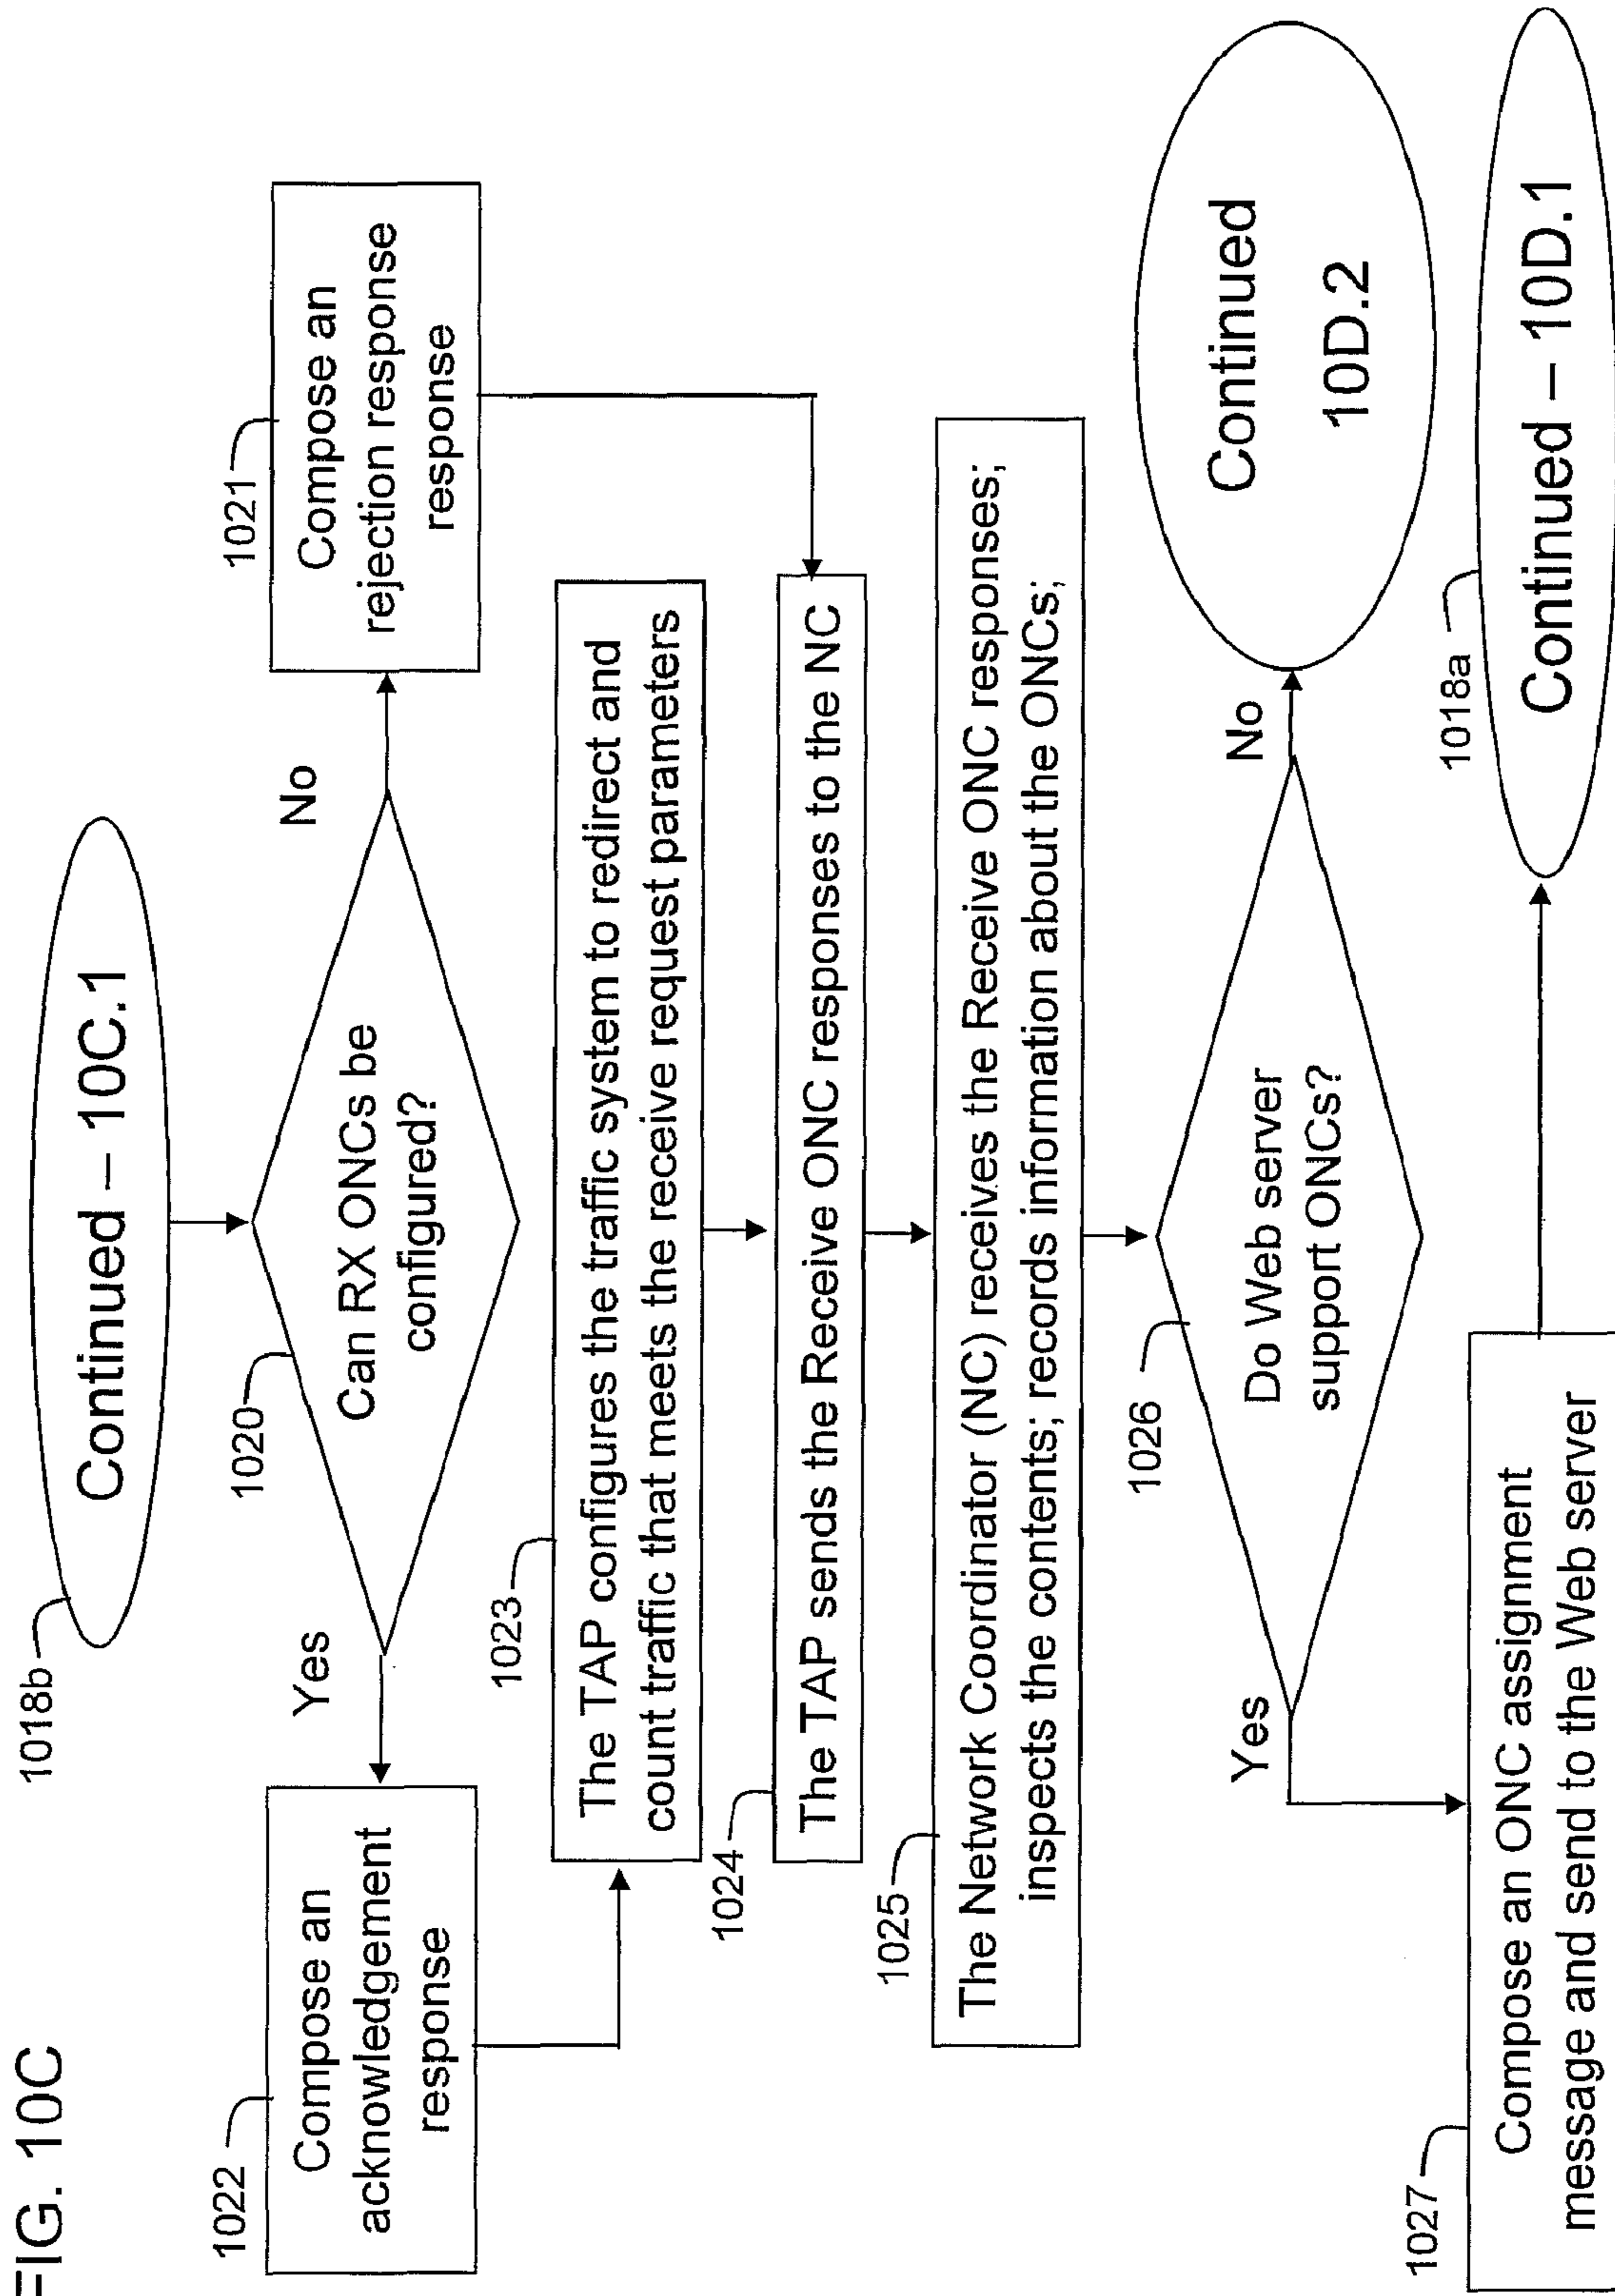 FIG. 10C
1018b
Continued – 10C.1
1020
Can RX ONCs be
configured?
Yes
No
1022
Compose an
acknowledgement
response
1021
Compose an
rejection response
response
1023
The TAP configures the traffic system to redirect and
count traffic that meets the receive request parameters
1024
The TAP sends the Receive ONC responses to the NC
1025
The Network Coordinator (NC) receives the Receive ONC responses;
inspects the contents; records information about the ONCs;
1026
Do Web server
support ONCs?
Yes
No
Continued
10D.2
1027
Compose an ONC assignment
message and send to the Web server
1018a
Continued – 10D.1